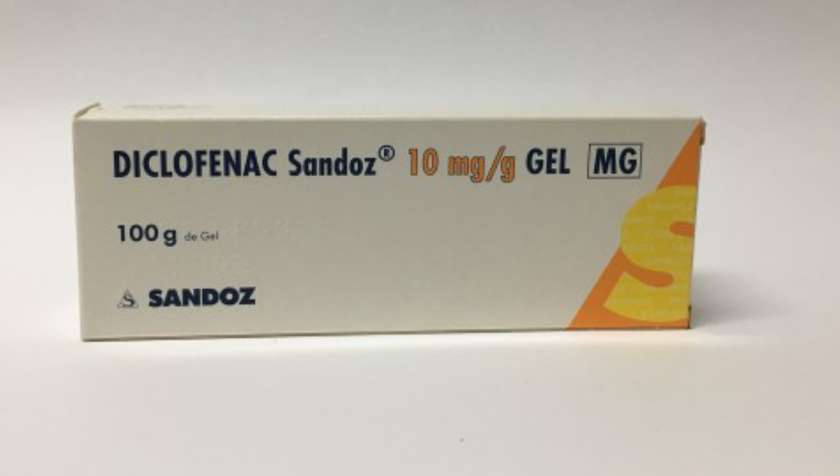 DICLOFENAC Sandoz® 10 mg/g GEL MG
100 g de Gel
S SANDOZ
S